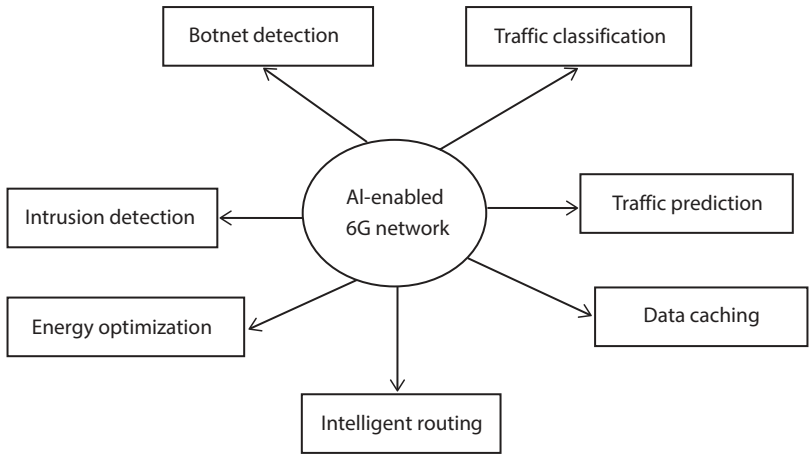 Botnet detection
Traffic classification
AI-enabled
6G network
Intrusion detection
Traffic prediction
Energy optimization
Data caching
Intelligent routing